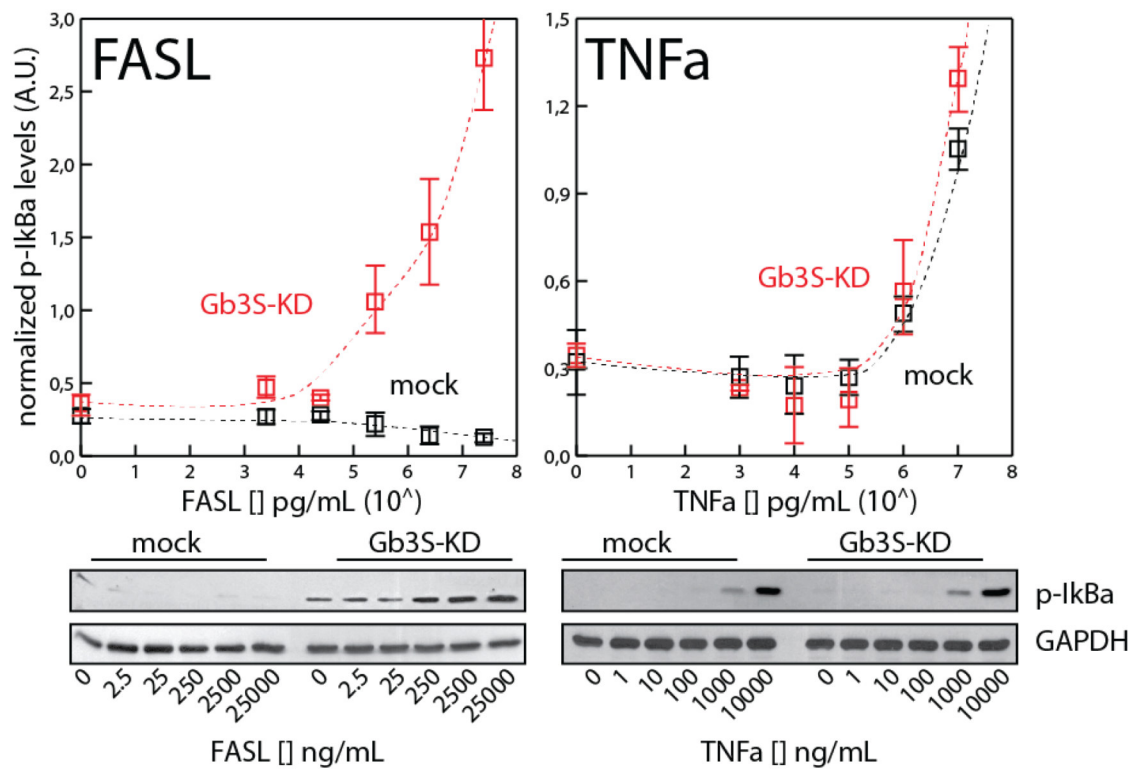 FASL
normalized p-IkBa levels (A.U.)
3,0
2,5
2,0
1,5
1,0
0,5
0,0
Gb3S-KD
mock
0 1 2 3 4 5 6 7 8
FASL [] pg/mL (10^)
TNFa
1,5
1,2
0,9
0,6
0,3
0,0
Gb3S-KD
mock
0 1 2 3 4 5 6 7 8
TNFa [] pg/mL (10^)
mock Gb3S-KD
0 2.5 25 250 2500 25000 0 2.5 25 250 2500 25000
FASL [] ng/mL
mock Gb3S-KD
p-IkBa
GAPDH
0 1 10 100 1000 10000 0 1 10 100 1000 10000
TNFa [] ng/mL